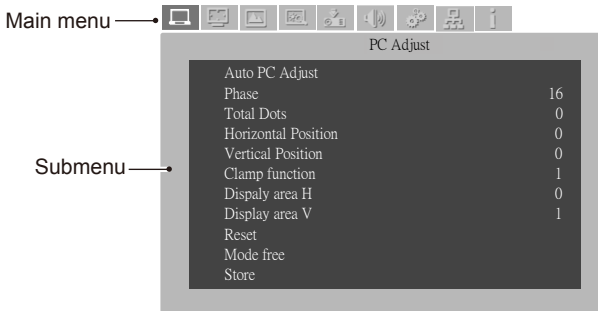 Main menu
PC Adjust
Auto PC Adjust
Phase 16
Total Dots 0
Horizontal Position 0
Vertical Position 0
Submenu
Clamp function 1
Dispaly area H 0
Display area V 1
Reset
Mode free
Store